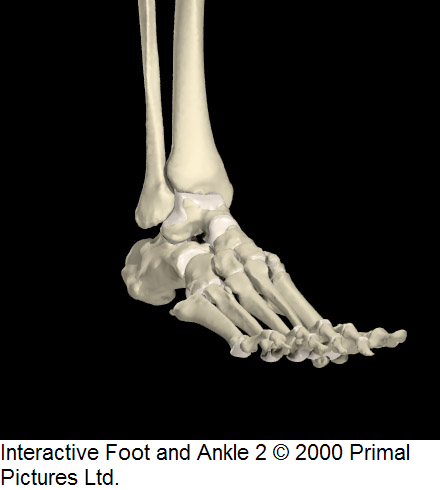 Interactive Foot and Ankle 2 © 2000 Primal
Pictures Ltd.